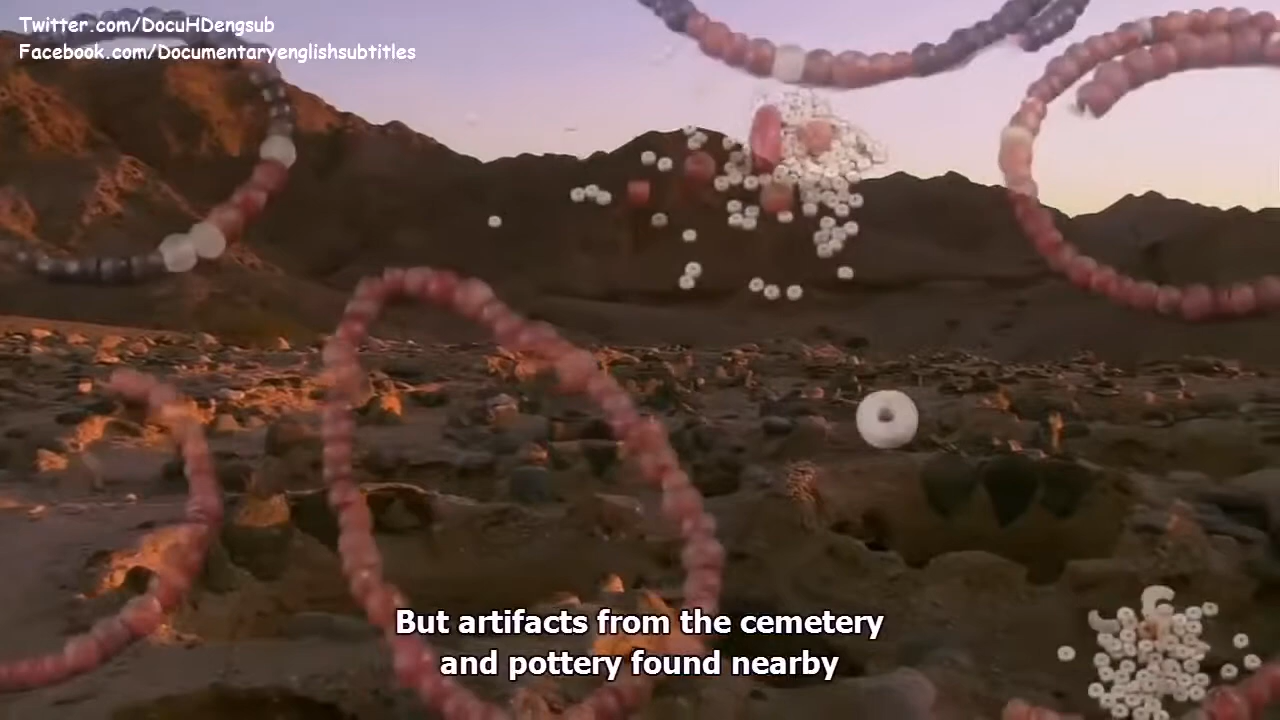 Twitter.com/DocuHDengsub
Facebook.com/Documentaryenglishsubtitles
But artifacts from the cemetery
and pottery found nearby